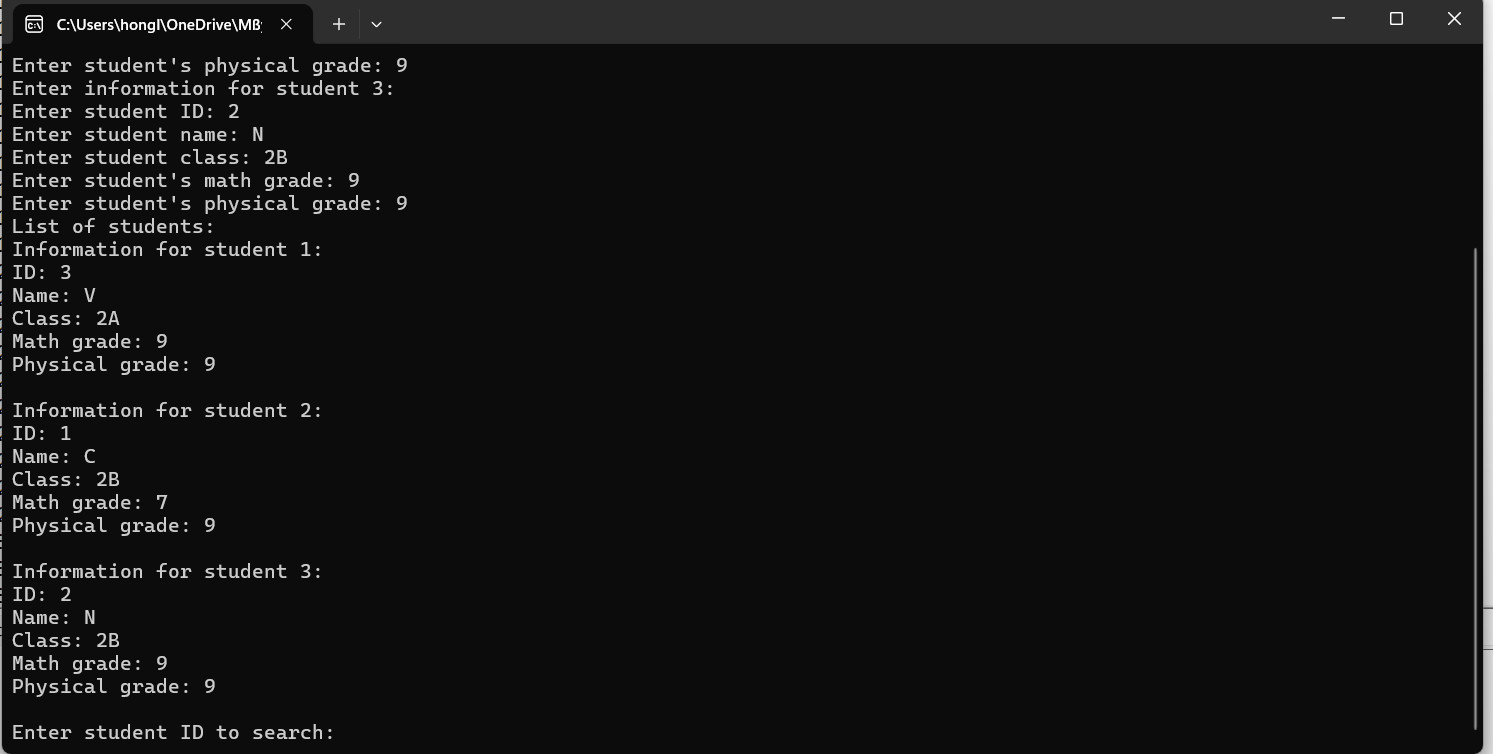 C:\Users\hongl\OneDrive\Mß
Enter student's physical grade: 9
Enter information for student 3:
Enter student ID: 2
Enter student name: N
Enter student class: 2B
Enter student's math grade: 9
Enter student's physical grade: 9
List of students:
Information for student 1:
ID: 3
Name: V
Class: 2A
Math grade: 9
Physical grade: 9

Information for student 2:
ID: 1
Name: C
Class: 2B
Math grade: 7
Physical grade: 9

Information for student 3:
ID: 2
Name: N
Class: 2B
Math grade: 9
Physical grade: 9

Enter student ID to search: